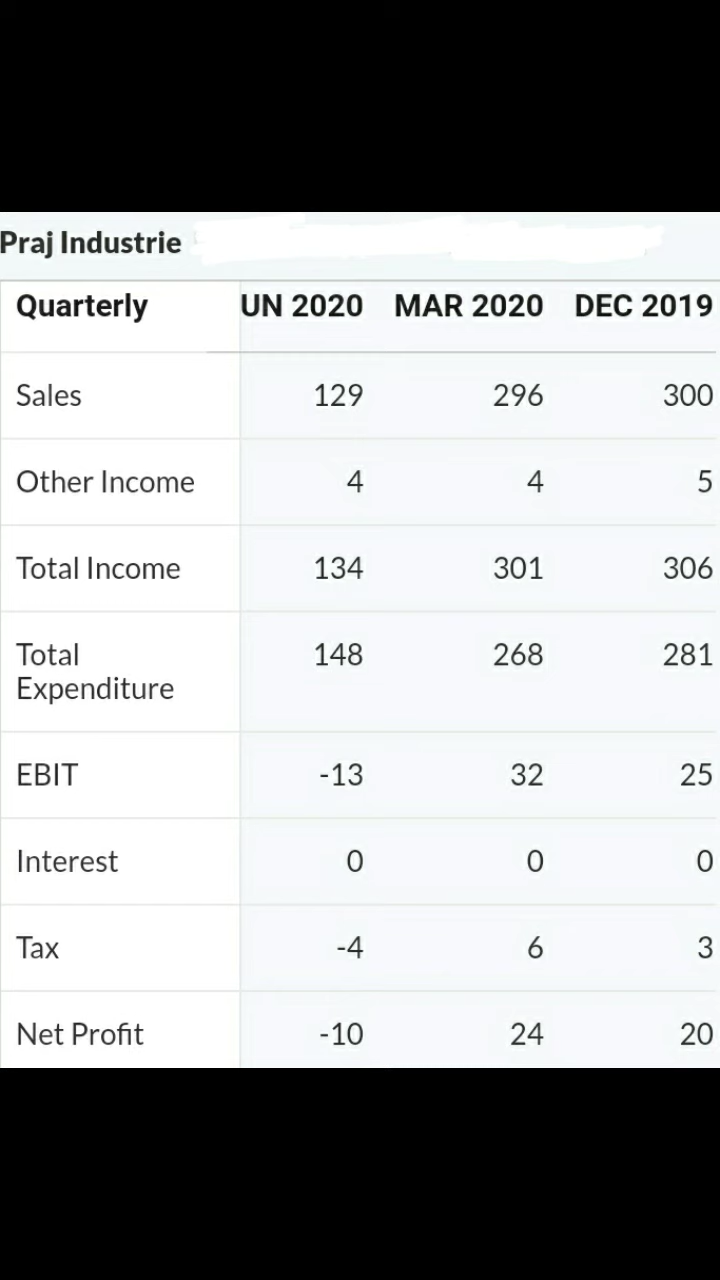 Praj Industrie
Quarterly UN 2020 MAR 2020 DEC 2019
Sales 129 296 300
Other Income 4 4 5
Total Income 134 301 306
Total 148 268 281
Expenditure
EBIT -13 32 25
Interest 0 0 0
Tax -4 6 3
Net Profit -10 24 20